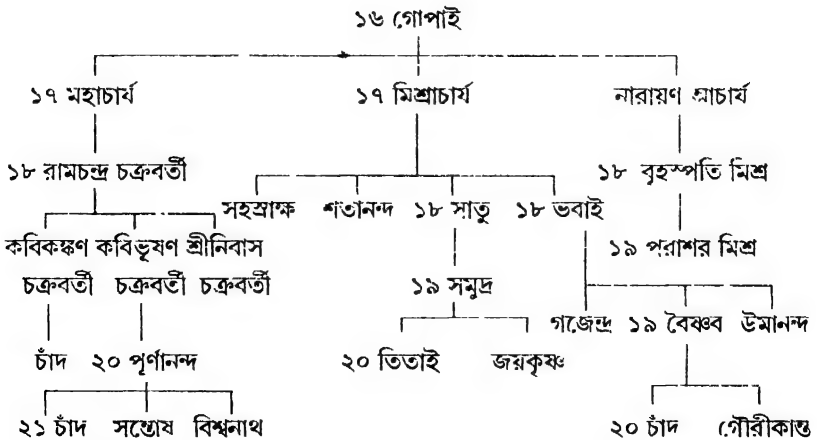 ১৬ গোপাই
১৭ মহাচার্য ১৭ মিশ্রাচার্য নারায়ণ আচার্য
১৮ রামচন্দ্র চক্রবর্তী ১৮ বৃহস্পতি মিশ্র
সহস্রাক্ষ শতানন্দ ১৮ সাতু ১৮ ভবাই
কবিকঙ্কণ কবিভূষণ শ্রীনিবাস ১৯ পরাশর মিশ্র
চক্রবর্তী চক্রবর্তী চক্রবর্তী ১৯ সমুদ্র
গজেন্দ্র ১৯ বৈষ্ণব উমানন্দ
চাঁদ ২০ পূর্ণানন্দ ২০ তিতাই জয়কৃষ্ণ
২১ চাঁদ সন্তোষ বিশ্বনাথ ২০ চাঁদ গৌরীকান্ত